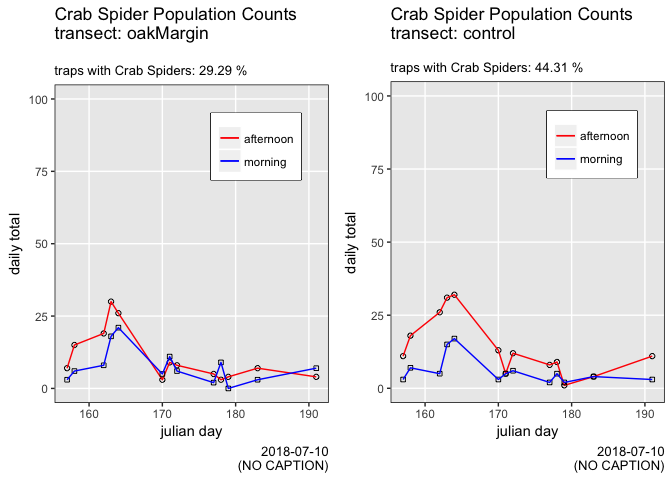 Crab Spider Population Counts
transect: oakMargin
traps with Crab Spiders: 29.29 %
100
75
50
25
0
daily total
afternoon
morning
160
170
180
190
julian day
2018-07-10
(NO CAPTION)
Crab Spider Population Counts
transect: control
traps with Crab Spiders: 44.31 %
100
75
50
25
0
daily total
afternoon
morning
160
170
180
190
julian day
2018-07-10
(NO CAPTION)